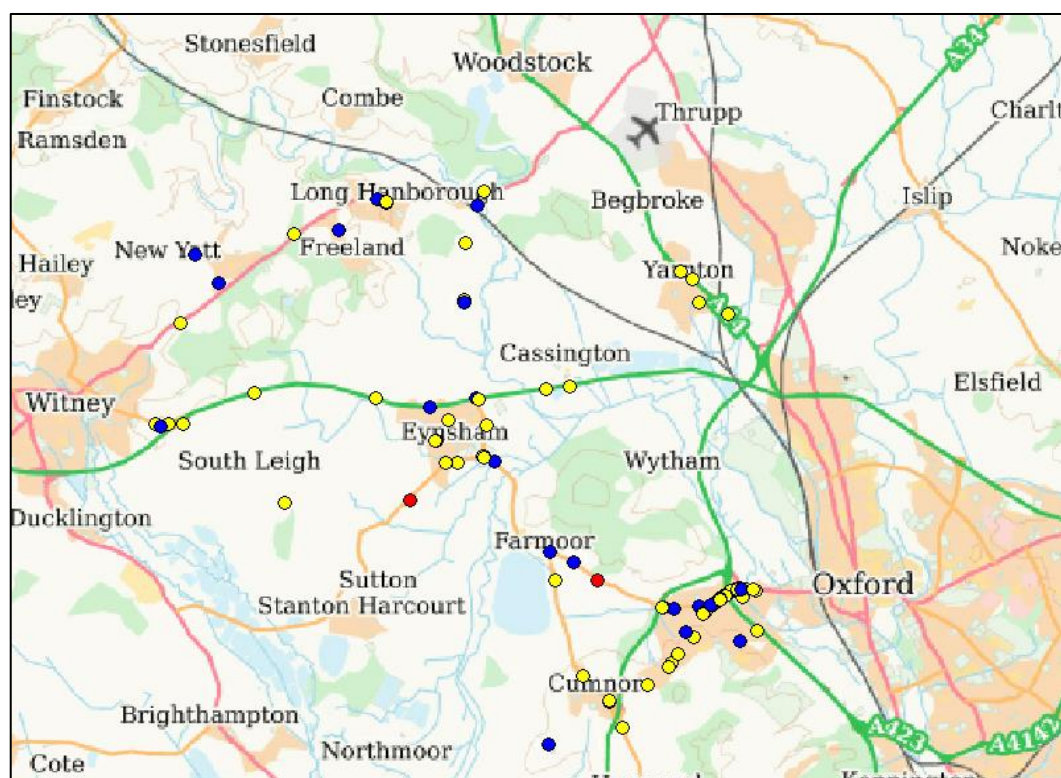 Stonesfield
Woodstock
A34
Finstock
Combe
Thrupp
Charlt
Ramsden
Long Hanborough
Begbroke
Islip
New Yatt
Freeland
Noke
Hailey
Yarnton
ley
A44
Cassington
Elsfield
Witney
Eynsham
South Leigh
Wytham
Ducklington
Farmoor
Sutton
Oxford
Stanton Harcourt
Cumnor
Brighthampton
A423
A4142
Northmoor
Cote